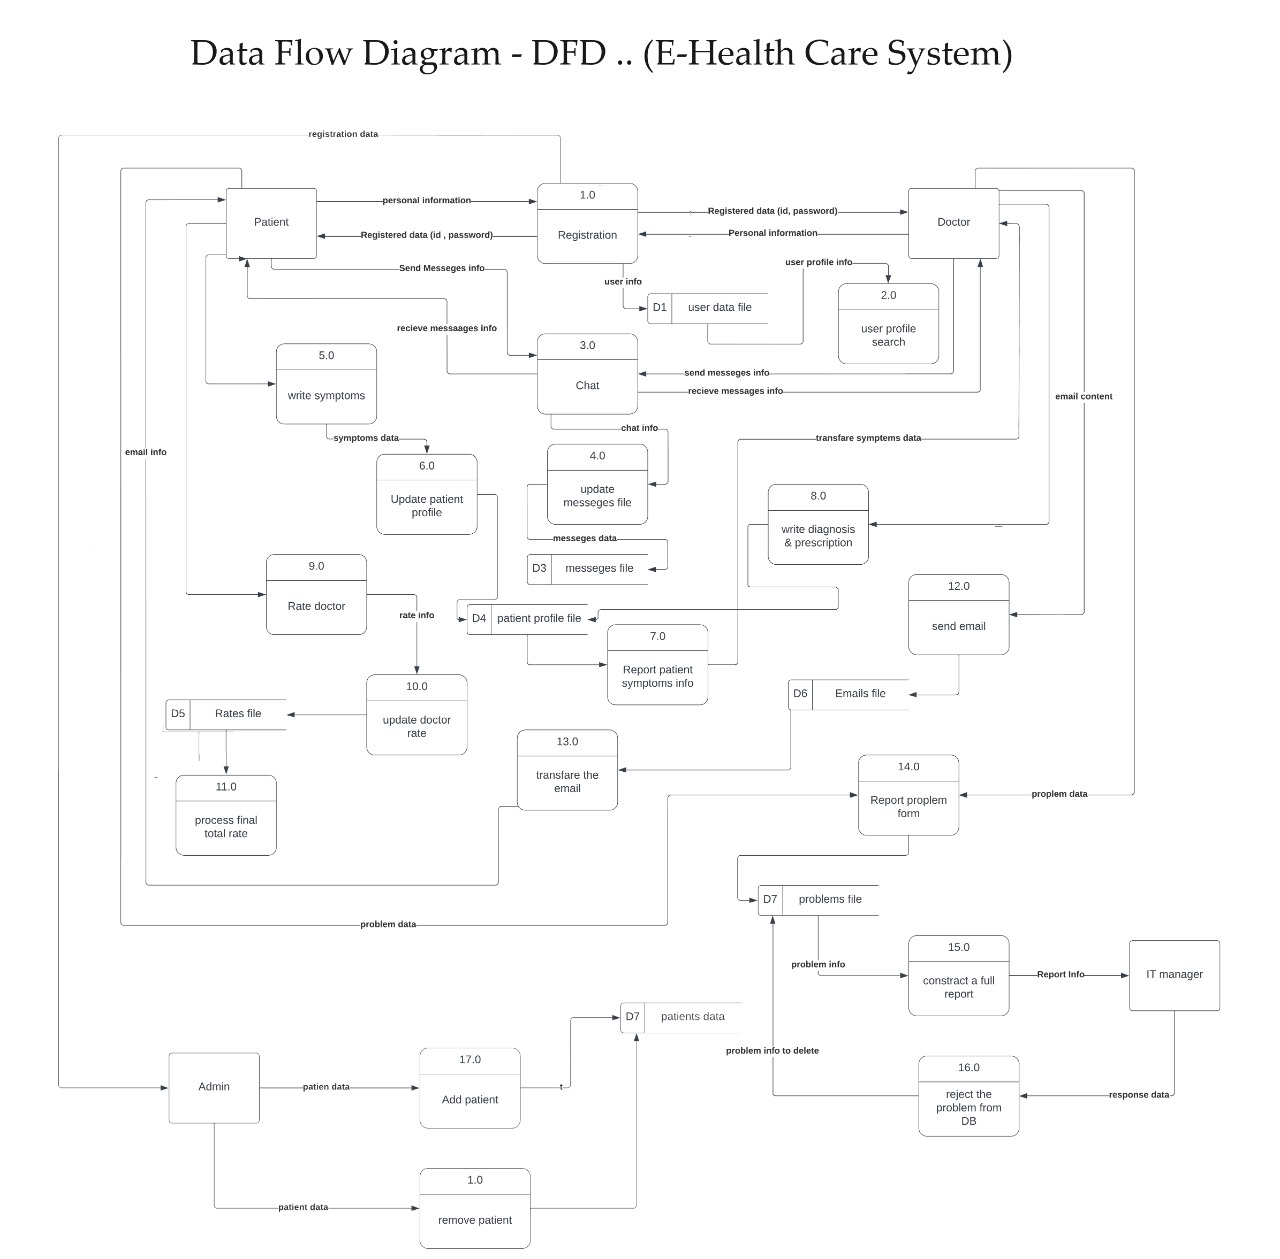 Data Flow Diagram - DFD .. (E-Health Care System)
registration data
Patient
personal information
Registered data (id , password)
1.0
Registration
Registered data (id, password)
Personal information
Doctor
Send Messeges info
user info
D1
user data file
user profile info
2.0
user profile
search
recieve messaages info
3.0
Chat
send messeges info
recieve messages info
email content
5.0
write symptoms
symptoms data
email info
chat info
transfare symptems data
4.0
update
messeges file
6.0
Update patient
profile
8.0
write diagnosis
& prescription
messeges data
D3
messeges file
9.0
Rate doctor
rate info
D4
patient profile file
12.0
send email
7.0
Report patient
symptoms info
10.0
update doctor
rate
D5
Rates file
D6
Emails file
13.0
transfare the
email
11.0
process final
total rate
14.0
Report proplem
form
proplem data
D7
problems file
problem data
problem info
15.0
constract a full
report
Report Info
IT manager
D7
patients data
problem info to delete
Admin
patien data
17.0
Add patient
t
16.0
reject the
problem from
DB
response data
patient data
1.0
remove patient